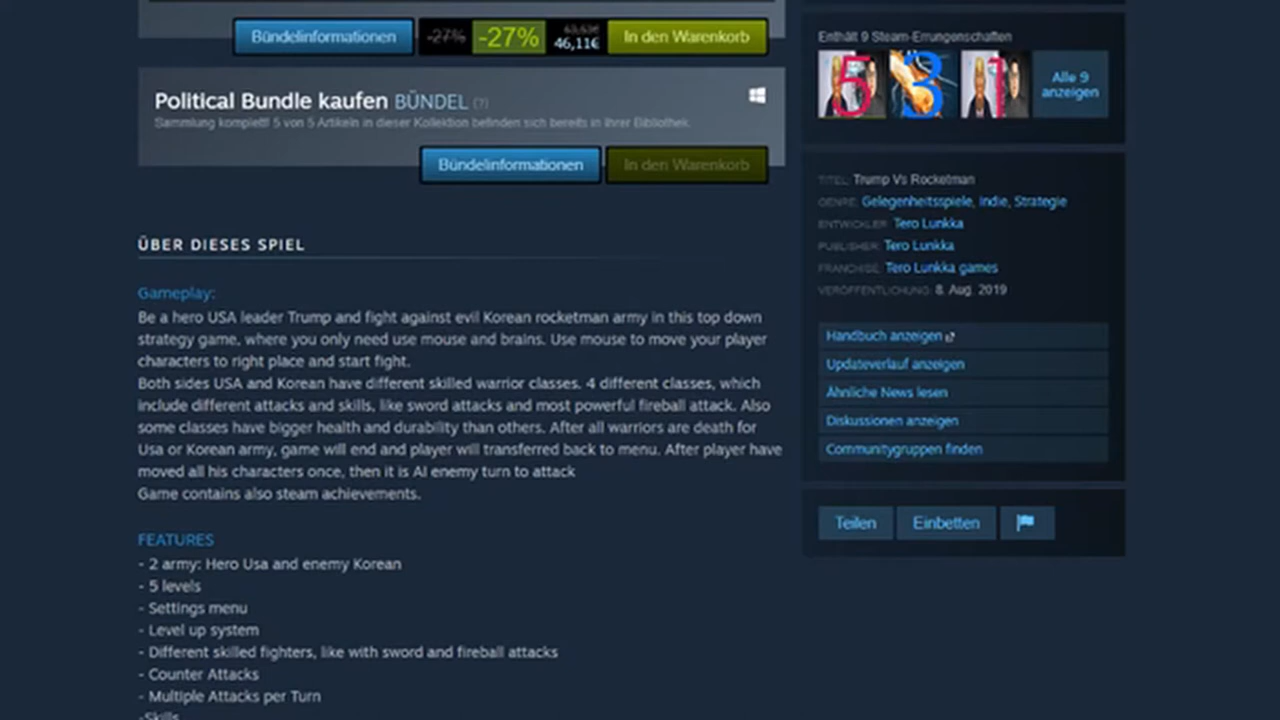 Bündelinformationen -27% -27% 46,11€ In den Warenkorb
Political Bundle kaufen BÜNDEL (?)
Sammlung komplett! 5 von 5 Artikeln in dieser Kollektion befinden sich bereits in Ihrer Bibliothek.
Bündelinformationen In den Warenkorb
ÜBER DIESES SPIEL
Gameplay:
Be a hero USA leader Trump and fight against evil Korean rocketman army in this top down
strategy game, where you only need use mouse and brains. Use mouse to move your player
characters to right place and start fight.
Both sides USA and Korean have different skilled warrior classes. 4 different classes, which
include different attacks and skills, like sword attacks and most powerful fireball attack. Also
some classes have bigger health and durability than others. After all warriors are death for
Usa or Korean army, game will end and player will transferred back to menu. After player have
moved all his characters once, then it is AI enemy turn to attack
Game contains also steam achievements.
FEATURES
- 2 army: Hero Usa and enemy Korean
- 5 levels
- Settings menu
- Level up system
- Different skilled fighters, like with sword and fireball attacks
- Counter Attacks
- Multiple Attacks per Turn
-Skills
Enthält 9 Steam-Errungenschaften
5 3 1 Alle 9
anzeigen
TITEL: Trump Vs Rocketman
GENRE: Gelegenheitsspiele, Indie, Strategie
ENTWICKLER: Tero Lunkka
PUBLISHER: Tero Lunkka
FRANCHISE: Tero Lunkka games
VERÖFFENTLICHUNG: 8. Aug. 2019
Handbuch anzeigen
Updateverlauf anzeigen
Ähnliche News lesen
Diskussionen anzeigen
Communitygruppen finden
Teilen Einbetten